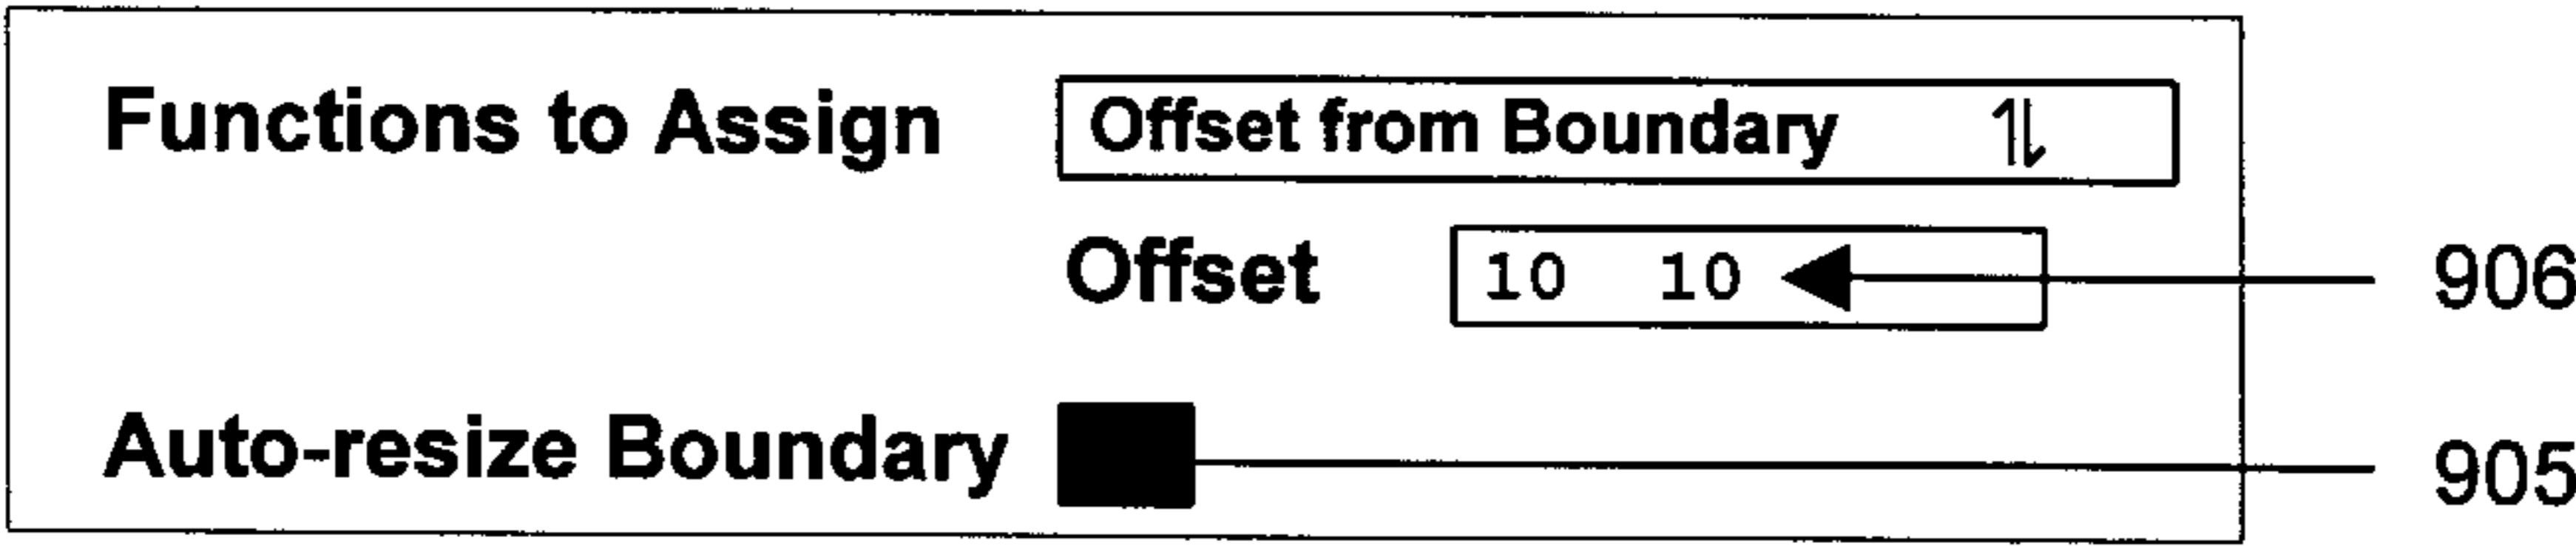 Functions to Assign Offset from Boundary
Offset 10 10 906
Auto-resize Boundary 905